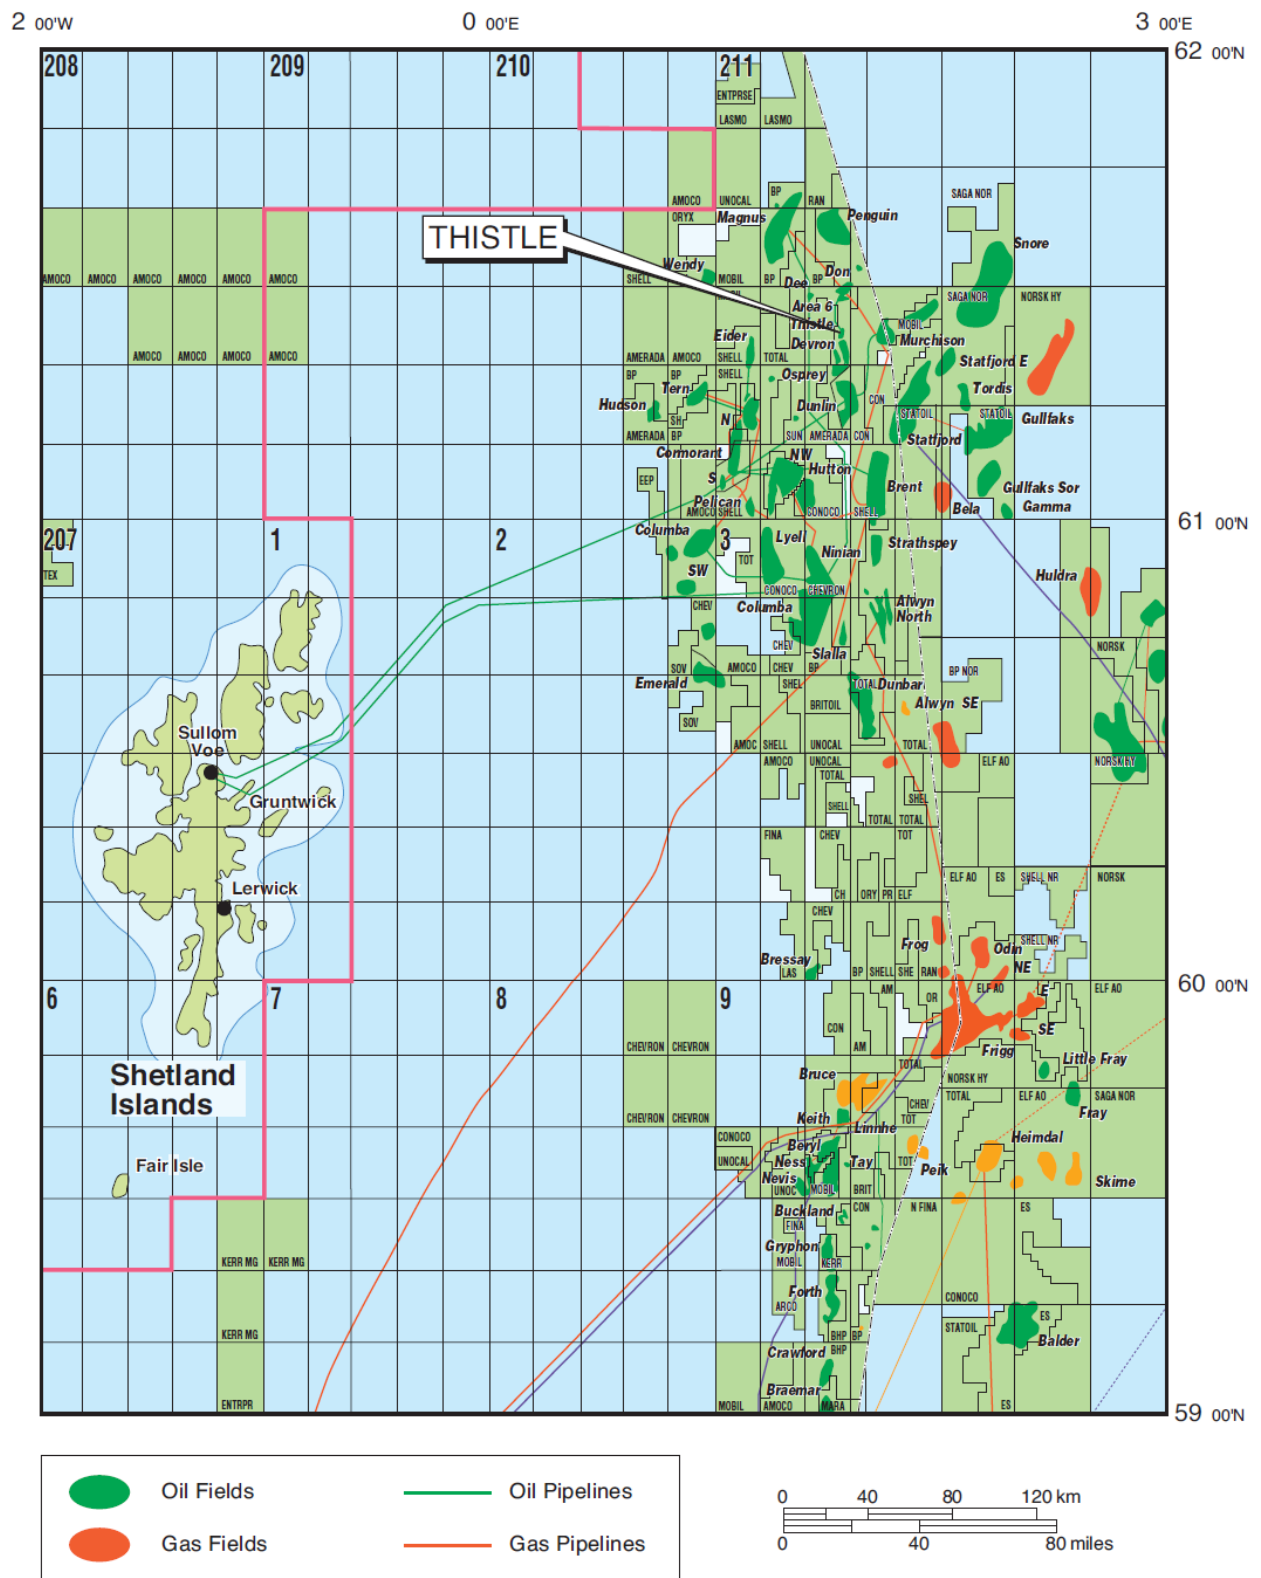 2 00'W
0 00'E
3 00'E
62 00'N
208
209
210
211
ENTPRSE
LASMO
LASMO
SAGA NOR
BP
AMOCO
UNOCAL
RAN
ORYX
Magnus
Penguin
THISTLE
Snore
Wendy
Don
AMOCO
AMOCO
AMOCO
AMOCO
AMOCO
AMOCO
SHELL
MOBIL
BP
Dee
BP
SAGA NOR
NORSK HY
Area 6
Thistle
MOBIL
Eider
Devron
Murchison
AMOCO
AMOCO
AMOCO
AMOCO
AMERADA
AMOCO
SHELL
TOTAL
Statfjord E
BP
BP
SHELL
Osprey
Tern
Tordis
Hudson
Dunlin
CON
STATOIL
STATOIL
Gullfaks
SH
N
AMERADA
BP
SUN
AMERADA
CON
Statfjord
Cormorant
NW
Hutton
EEP
S
Brent
Gullfaks Sor
Pelican
Gamma
AMOCO
SHELL
CONOCO
SHELL
Bela
61 00'N
207
1
2
Columba
3
Lyell
Strathspey
TOT
Ninian
TEX
SW
Huldra
CONOCO
CHEVRON
CHEV
Columba
Alwyn
North
CHEV
NORSK
Slalla
SOV
AMOCO
CHEV
BP
BP NOR
Emerald
SHEL
TOTAL
Dunbar
BRITOIL
Alwyn SE
SOV
Sullom
Voe
AMOC
SHELL
UNOCAL
TOTAL
AMOCO
UNOCAL
ELF AO
NORSK HY
TOTAL
Gruntwick
SHELL
SHEL
TOTAL
TOTAL
FINA
CHEV
TOT
ELF AO
ES
SHELL NR
NORSK
Lerwick
CH
ORY
PR
ELF
CHEV
Frog
Odin
SHELL NR
Bressay
LAS
BP
SHELL
SHE
RAN
NE
6
7
8
9
AM
OR
ELF AO
E
ELF AO
60 00'N
CON
SE
CHEVRON
CHEVRON
AM
Frigg
TOTAL
Little Fray
Shetland
Islands
Bruce
NORSK HY
TOTAL
ELF AO
SAGA NOR
CHEV
Fray
CHEVRON
CHEVRON
Keith
TOT
Linnhe
CONOCO
Beryl
Heimdal
Fair Isle
UNOCAL
Ness
Tay
TOT
Peik
Nevis
UNOC
MOBIL
BRIT
Skime
Buckland
CON
N FINA
ES
FINA
Gryphon
KERR MG
KERR MG
MOBIL
KERR
Forth
ARCO
CONOCO
KERR MG
BHP
BP
STATOIL
ES
Balder
Crawford
BHP
Braemar
ENTRPR
MOBIL
AMOCO
MARA
ES
59 00'N
Oil Fields
Oil Pipelines
0 40 80 120 km
Gas Fields
Gas Pipelines
0 40 80 miles